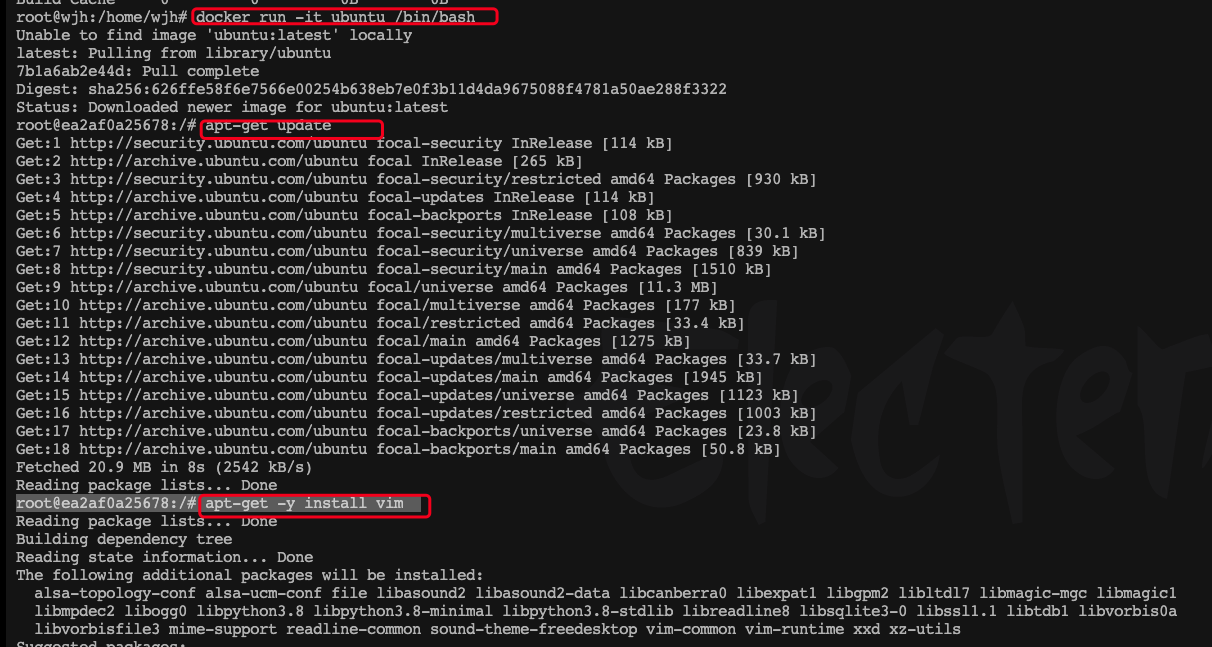 Build Cache 0 0 0B 0B
root@wjh:/home/wjh# docker run -it ubuntu /bin/bash
Unable to find image 'ubuntu:latest' locally
latest: Pulling from library/ubuntu
7b1a6ab2e44d: Pull complete
Digest: sha256:626ffe58f6e7566e00254b638eb7e0f3b11d4da9675088f4781a50ae288f3322
Status: Downloaded newer image for ubuntu:latest
root@ea2af0a25678:/# apt-get update
Get:1 http://security.ubuntu.com/ubuntu focal-security InRelease [114 kB]
Get:2 http://archive.ubuntu.com/ubuntu focal InRelease [265 kB]
Get:3 http://security.ubuntu.com/ubuntu focal-security/restricted amd64 Packages [930 kB]
Get:4 http://archive.ubuntu.com/ubuntu focal-updates InRelease [114 kB]
Get:5 http://archive.ubuntu.com/ubuntu focal-backports InRelease [108 kB]
Get:6 http://security.ubuntu.com/ubuntu focal-security/multiverse amd64 Packages [30.1 kB]
Get:7 http://security.ubuntu.com/ubuntu focal-security/universe amd64 Packages [839 kB]
Get:8 http://security.ubuntu.com/ubuntu focal-security/main amd64 Packages [1510 kB]
Get:9 http://archive.ubuntu.com/ubuntu focal/universe amd64 Packages [11.3 MB]
Get:10 http://archive.ubuntu.com/ubuntu focal/multiverse amd64 Packages [177 kB]
Get:11 http://archive.ubuntu.com/ubuntu focal/restricted amd64 Packages [33.4 kB]
Get:12 http://archive.ubuntu.com/ubuntu focal/main amd64 Packages [1275 kB]
Get:13 http://archive.ubuntu.com/ubuntu focal-updates/multiverse amd64 Packages [33.7 kB]
Get:14 http://archive.ubuntu.com/ubuntu focal-updates/main amd64 Packages [1945 kB]
Get:15 http://archive.ubuntu.com/ubuntu focal-updates/universe amd64 Packages [1123 kB]
Get:16 http://archive.ubuntu.com/ubuntu focal-updates/restricted amd64 Packages [1003 kB]
Get:17 http://archive.ubuntu.com/ubuntu focal-backports/universe amd64 Packages [23.8 kB]
Get:18 http://archive.ubuntu.com/ubuntu focal-backports/main amd64 Packages [50.8 kB]
Fetched 20.9 MB in 8s (2542 kB/s)
Reading package lists... Done
root@ea2af0a25678:/# apt-get -y install vim
Reading package lists... Done
Building dependency tree
Reading state information... Done
The following additional packages will be installed:
alsa-topology-conf alsa-ucm-conf file libasound2 libasound2-data libcanberra0 libexpat1 libgpm2 libltdl7 libmagic-mgc libmagic1
libmpdec2 libogg0 libpython3.8 libpython3.8-minimal libpython3.8-stdlib libreadline8 libsqlite3-0 libssl1.1 libtdb1 libvorbis0a
libvorbisfile3 mime-support readline-common sound-theme-freedesktop vim-common vim-runtime xxd xz-utils
Suggested packages: